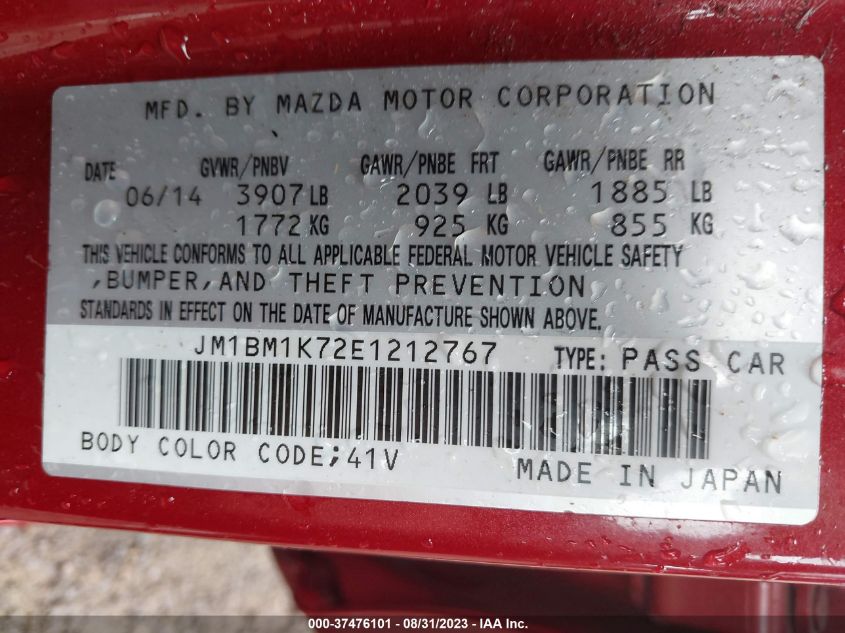 MFD. BY MAZDA MOTOR CORPORATION
DATE GVWR/PNBV GAWR/PNBE FRT GAWR/PNBE RR
06/14 3907 LB 2039 LB 1885 LB
1772 KG 925 KG 855 KG
THIS VEHICLE CONFORMS TO ALL APPLICABLE FEDERAL MOTOR VEHICLE SAFETY
,BUMPER,AND THEFT PREVENTION
STANDARDS IN EFFECT ON THE DATE OF MANUFACTURE SHOWN ABOVE.
JM1BM1K72E1212767 TYPE: PASS CAR
BODY COLOR CODE;41V
MADE IN JAPAN
000-37476101 - 08/31/2023 - IAA Inc.